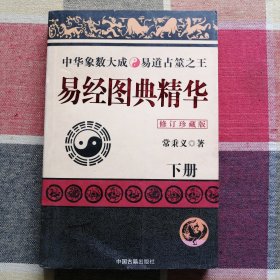 中华象数大成 易道占筮之王
易经图典精华
修订珍藏版
常秉义 著
下册
中国古籍出版社